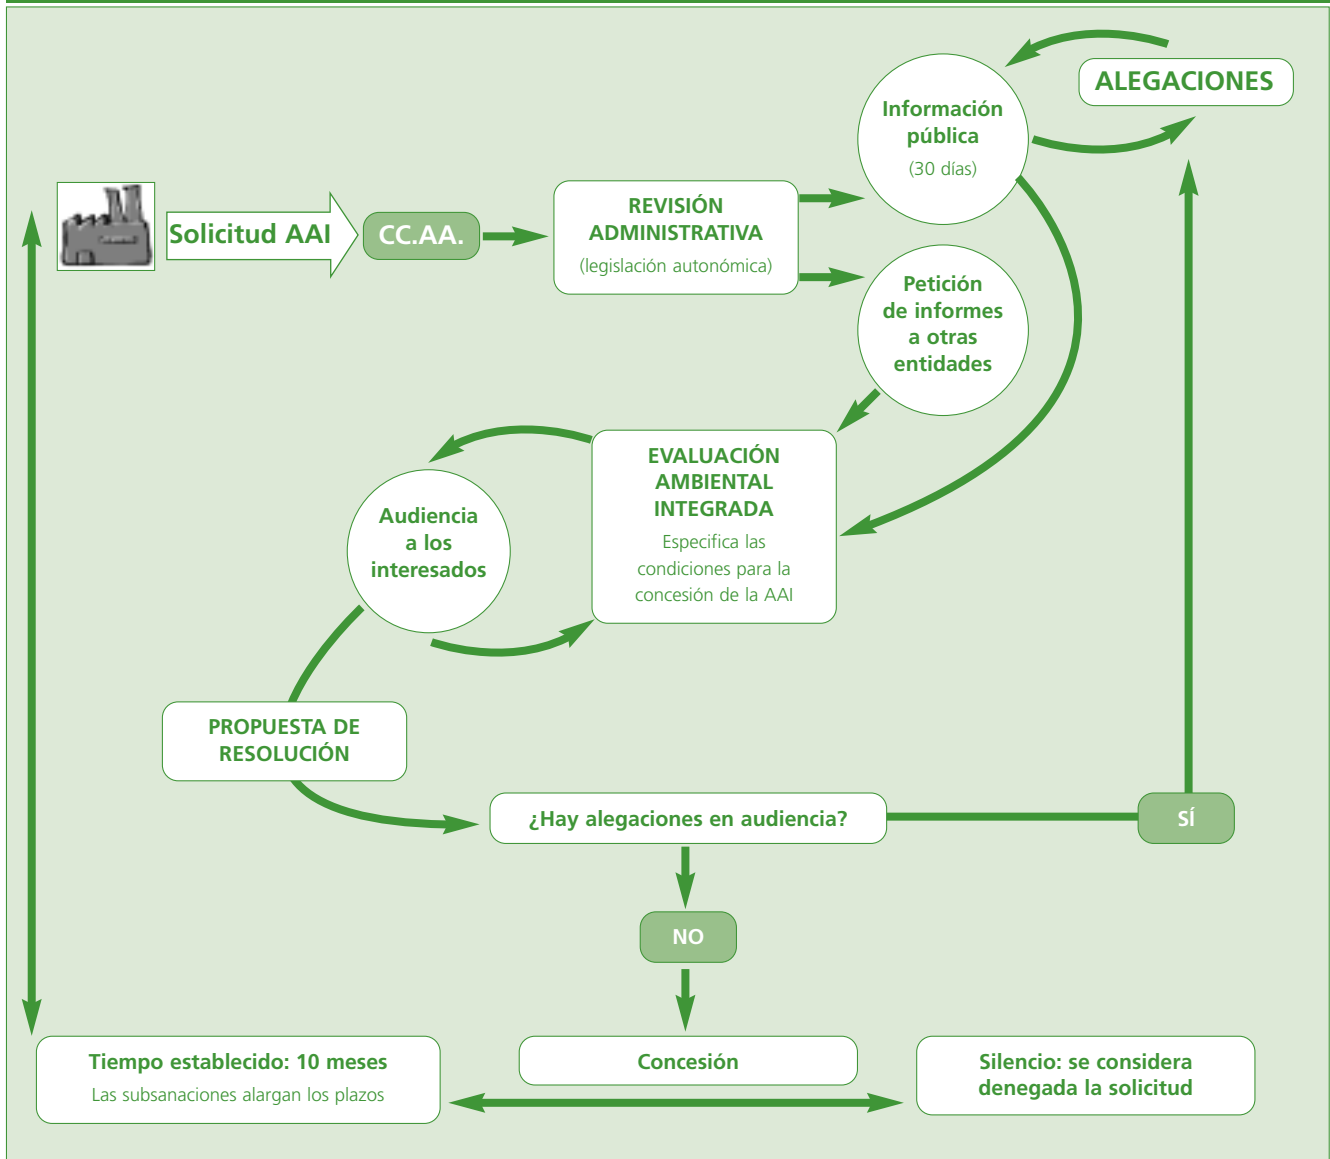 ALEGACIONES
Información
pública
(30 días)
Solicitud AAI
CC.AA.
REVISIÓN
ADMINISTRATIVA
(legislación autonómica)
Petición
de informes
a otras
entidades
EVALUACIÓN
AMBIENTAL
INTEGRADA
Especifica las
condiciones para la
concesión de la AAI
Audiencia
a los
interesados
PROPUESTA DE
RESOLUCIÓN
¿Hay alegaciones en audiencia?
SÍ
NO
Tiempo establecido: 10 meses
Las subsanaciones alargan los plazos
Concesión
Silencio: se considera
denegada la solicitud